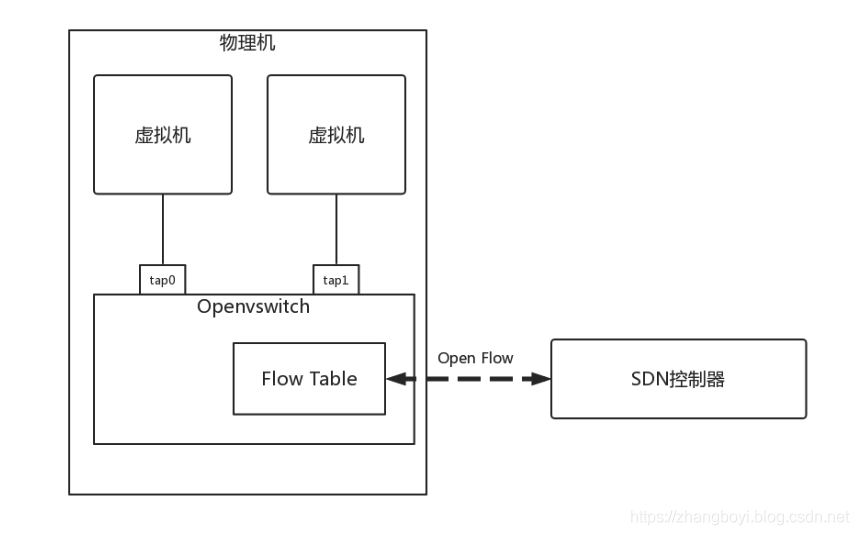 物理机
虚拟机
虚拟机
tap0
tap1
Openvswitch
Flow Table
Open Flow
SDN控制器
https://zhangboyi.blog.csdn.net